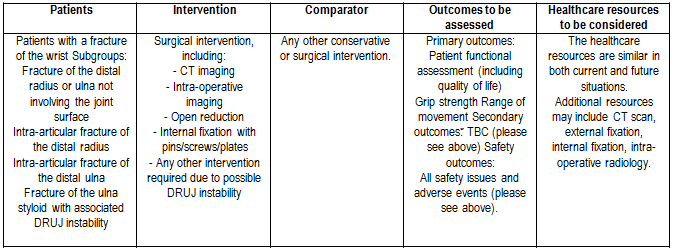 Patients
Intervention
Comparator
Outcomes to be
assessed
Healthcare resources
to be considered
Patients with a fracture
of the wrist Subgroups:
Fracture of the distal
radius or ulna not
involving the joint
surface
Intra-articular fracture of
the distal radius
Intra-articular fracture of
the distal ulna
Fracture of the ulna
styloid with associated
DRUJ instability
Surgical intervention,
including:
- CT imaging
- Intra-operative
imaging
- Open reduction
- Internal fixation with
pins/screws/plates
- Any other intervention
required due to possible
DRUJ instability
Any other conservative
or surgical intervention.
Primary outcomes:
Patient functional
assessment (including
quality of life)
Grip strength Range of
movement Secondary
outcomes:" TBC (please
see above) Safety
outcomes:
All safety issues and
adverse events (please
see above).
The healthcare
resources are similar in
both current and future
situations.
Additional resources
may include CT scan,
external fixation,
internal fixation, intra-
operative radiology.